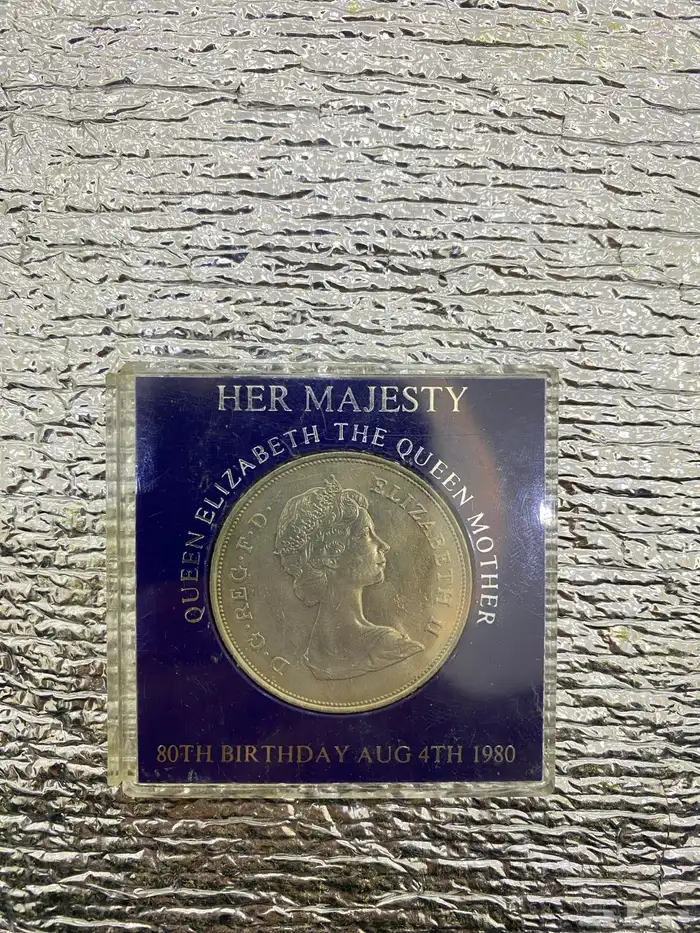 HER MAJESTY
QUEEN ELIZABETH THE QUEEN MOTHER
D·G·REG·F·D· ELIZABETH II
80TH BIRTHDAY AUG 4TH 1980